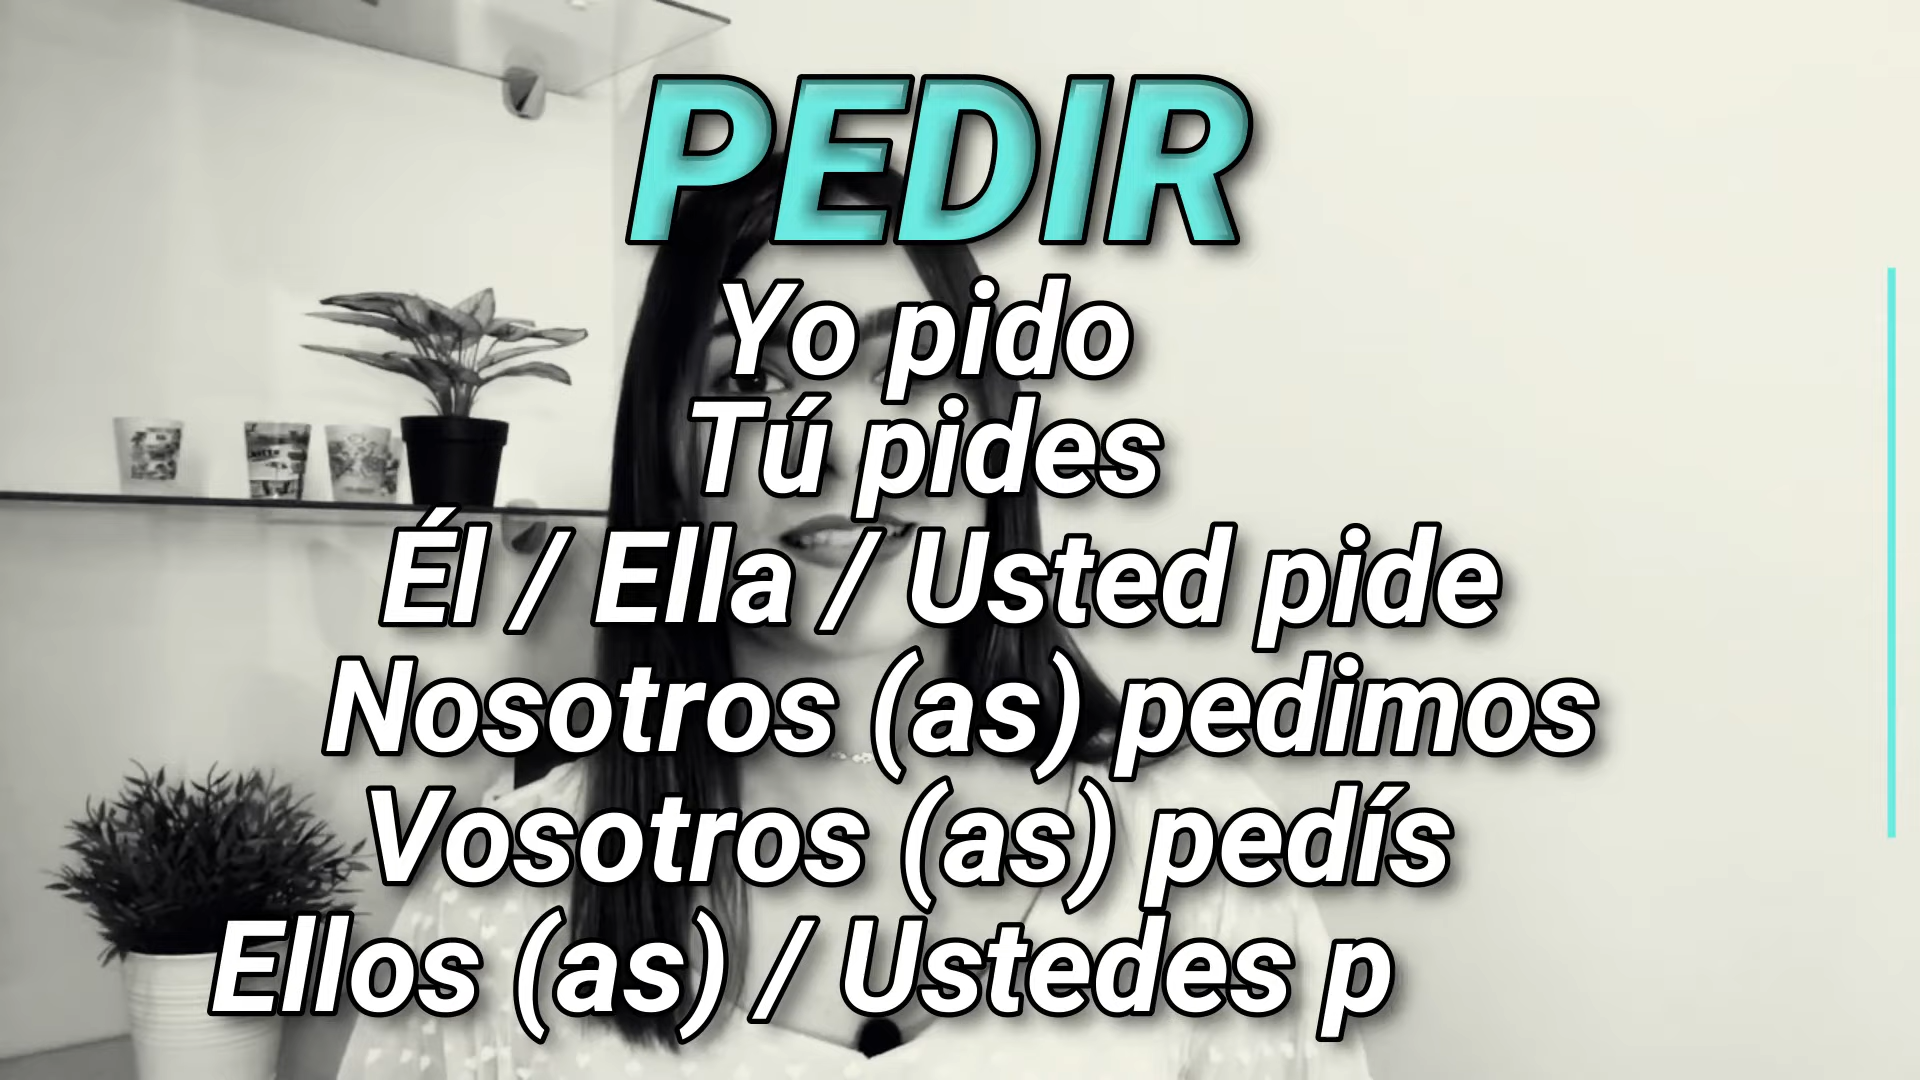 PEDIR
Yo pido
Tú pides
Él / Ella / Usted pide
Nosotros (as) pedimos
Vosotros (as) pedís
Ellos (as) / Ustedes p